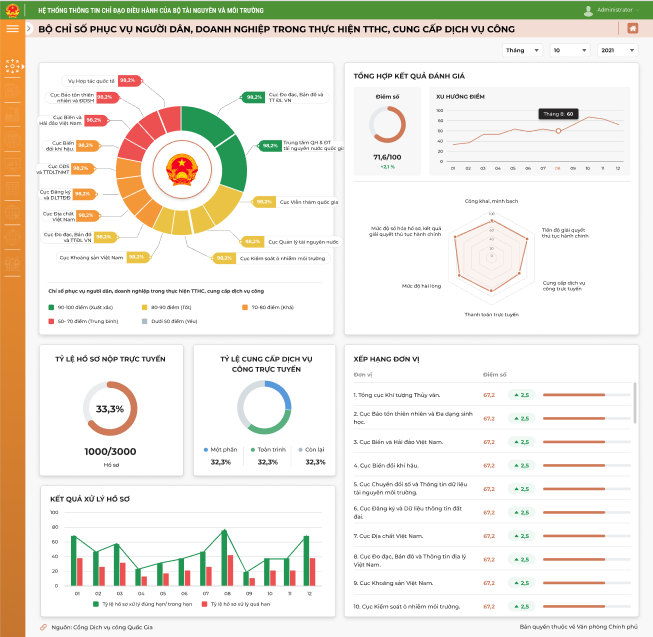 HỆ THỐNG THÔNG TIN CHỈ ĐẠO ĐIỀU HÀNH CỦA BỘ TÀI NGUYÊN VÀ MÔI TRƯỜNG
Administrator
BỘ CHỈ SỐ PHỤC VỤ NGƯỜI DÂN, DOANH NGHIỆP TRONG THỰC HIỆN TTHC, CUNG CẤP DỊCH VỤ CÔNG
Tháng
10
2021
Vụ Hợp tác quốc tế 98,2%
Cục Bảo tồn thiên
nhiên và ĐDSH
98,2%
Cục Biển và
Hải đảo Việt Nam
98,2%
Cục Biến
đổi khí hậu.
98,2%
Cục CĐS
và TTDLTNMT
98,2%
Cục Đăng ký
và DLTTĐĐ
98,2%
Cục Địa chất
Việt Nam
98,2%
Cục Đo đạc, Bản đồ
và TTĐL VN
98,2%
Cục Khoáng sản Việt Nam 98,2%
98,2% Cục Đo đạc, Bản đồ và
TT ĐL VN
98,2% Trung tâm QH & ĐT
tài nguyên nước quốc gia
98,2% Cục Viễn thám quốc gia
98,2% Cục Quản lý tài nguyên nước
98,2% Cục Kiểm soát ô nhiễm môi trường
Chỉ số phục vụ người dân, doanh nghiệp trong thực hiện TTHC, cung cấp dịch vụ công
90-100 điểm (Xuất xắc)
80-90 điểm (Tốt)
70-80 điểm (Khá)
50- 70 điểm (Trung bình)
Dưới 50 điểm (Yếu)
TỔNG HỢP KẾT QUẢ ĐÁNH GIÁ
Điểm số
71,6/100
+2,1 %
XU HƯỚNG ĐIỂM
Tháng 8: 60
100
80
60
40
20
0
01 02 03 04 05 06 07 08 09 10 11 12
Công khai, minh bạch
Mức độ số hóa hồ sơ, kết quả
giải quyết thủ tục hành chính
Tiến độ giải quyết
thủ tục hành chính
100
80
60
40
20
0
Mức độ hài lòng
Cung cấp dịch vụ
công trực tuyến
Thanh toán trực tuyến
TỶ LỆ HỒ SƠ NỘP TRỰC TUYẾN
33,3%
1000/3000
Hồ sơ
TỶ LỆ CUNG CẤP DỊCH VỤ
CÔNG TRỰC TUYẾN
Một phần
Toàn trình
Còn lại
32,3%
32,3%
32,3%
XẾP HẠNG ĐƠN VỊ
Đơn vị
Điểm số
1. Tổng cục Khí tượng Thủy văn. 67,2 2,5
2. Cục Bảo tồn thiên nhiên và Đa dạng sinh
học.
67,2 2,5
3. Cục Biển và Hải đảo Việt Nam. 67,2 2,5
4. Cục Biến đổi khí hậu. 67,2 2,5
5. Cục Chuyển đổi số và Thông tin dữ liệu
tài nguyên môi trường.
67,2 2,5
6. Cục Đăng ký và Dữ liệu thông tin đất
đai.
67,2 2,5
7. Cục Địa chất Việt Nam. 67,2 2,5
8. Cục Đo đạc, Bản đồ và Thông tin địa lý
Việt Nam.
67,2 2,5
9. Cục Khoáng sản Việt Nam. 67,2 2,5
10. Cục Kiểm soát ô nhiễm môi trường. 67,2 2,5
KẾT QUẢ XỬ LÝ HỒ SƠ
100
80
60
40
20
0
01 02 03 04 05 06 07 08 09 10 11 12
Tỷ lệ hồ sơ xử lý đúng hạn/ trong hạn
Tỷ lệ hồ sơ xử lý quá hạn
Nguồn: Cổng Dịch vụ công Quốc Gia
Bản quyền thuộc về Văn phòng Chính phủ